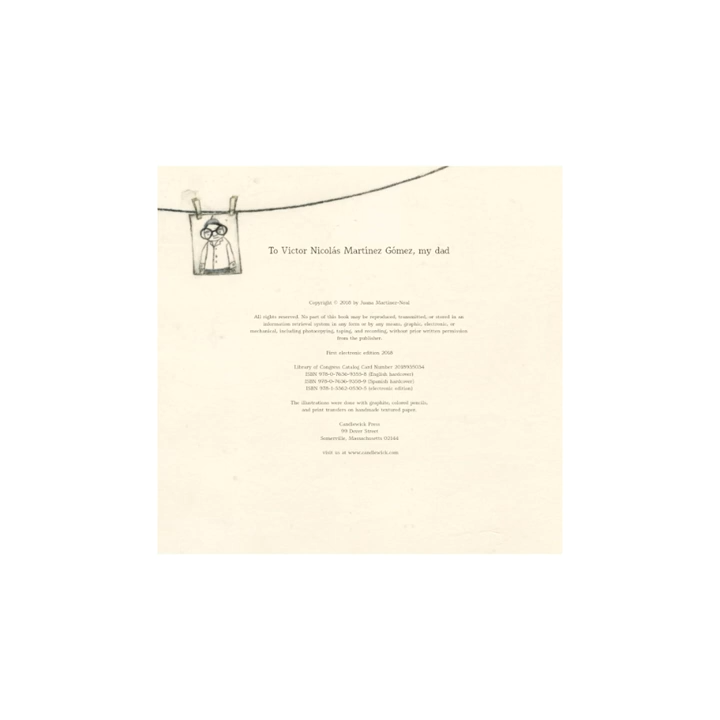 To Victor Nicolás Martínez Gómez, my dad
Copyright © 2018 by Juana Martinez-Neal
All rights reserved. No part of this book may be reproduced, transmitted, or stored in an
information retrieval system in any form or by any means, graphic, electronic, or
mechanical, including photocopying, taping, and recording, without prior written permission
from the publisher.
First electronic edition 2018
Library of Congress Catalog Card Number
ISBN (English hardcover)
ISBN (Spanish hardcover)
ISBN (electronic edition)
The illustrations were done with graphite, colored pencils,
and print transfers on handmade textured paper.
Candlewick Press
99 Dover Street
Somerville, Massachusetts 02144
visit us at www.candlewick.com